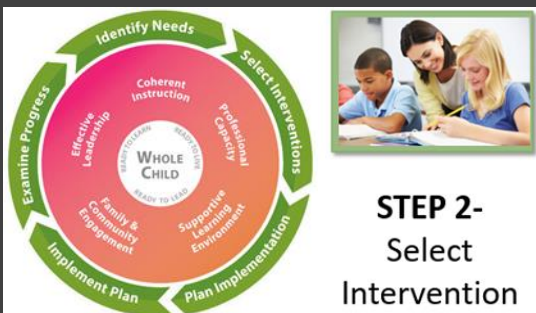 Identify Needs
Select Interventions
Plan Implementation
Implement Plan
Examine Progress
Coherent
Instruction
Professional
Capacity
Supportive
Learning
Environment
Family &
Community
Engagement
Effective
Leadership
READY TO LEARN
READY TO LIVE
READY TO LEAD
WHOLE
CHILD
STEP 2-
Select
Intervention